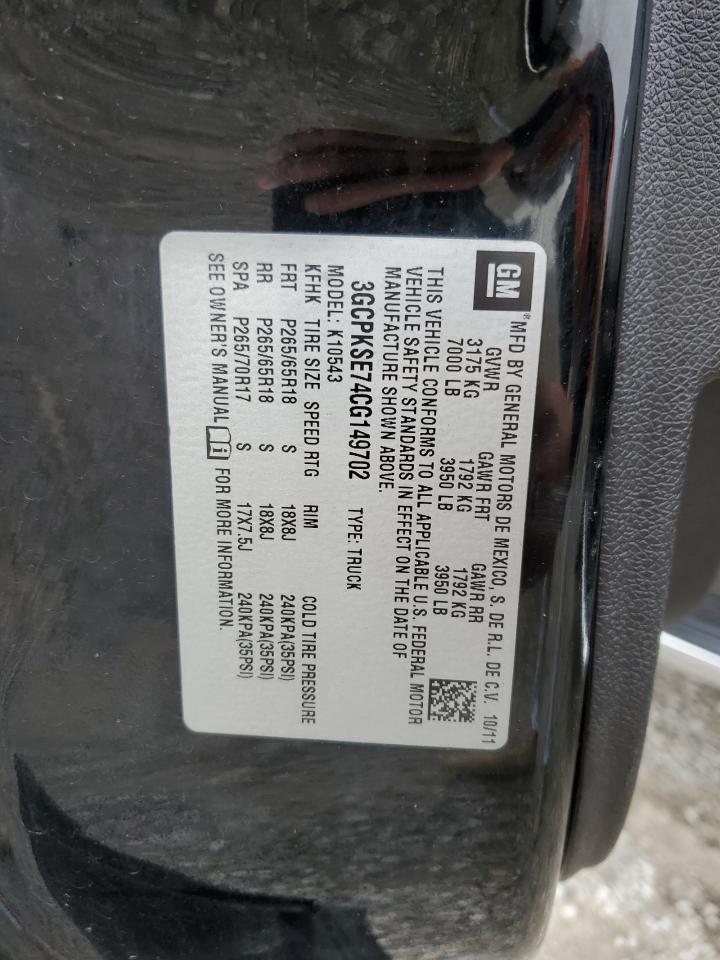 GM ® MFD BY GENERAL MOTORS DE MEXICO, S. DE R.L. DE C.V. 10/11
GVWR GAWR FRT GAWR RR
3175 KG 1792 KG 1792 KG
7000 LB 3950 LB 3950 LB
THIS VEHICLE CONFORMS TO ALL APPLICABLE U.S. FEDERAL MOTOR
VEHICLE SAFETY STANDARDS IN EFFECT ON THE DATE OF
MANUFACTURE SHOWN ABOVE.
3GCPKSE74CG149702 TYPE: TRUCK
MODEL: K10543
KFHK TIRE SIZE SPEED RTG RIM COLD TIRE PRESSURE
FRT P265/65R18 S 18X8J 240KPA(35PSI)
RR P265/65R18 S 18X8J 240KPA(35PSI)
SPA P265/70R17 S 17X7.5J 240KPA(35PSI)
SEE OWNER'S MANUAL i FOR MORE INFORMATION.